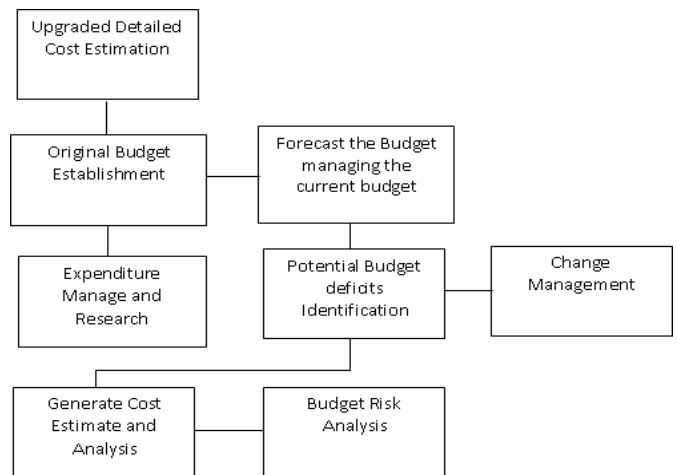 Upgraded Detailed
Cost Estimation
Original Budget
Establishment
Forecast the Budget
managing the
current budget
Expenditure
Manage and
Research
Potential Budget
deficits
Identification
Change
Management
Generate Cost
Estimate and
Analysis
Budget Risk
Analysis